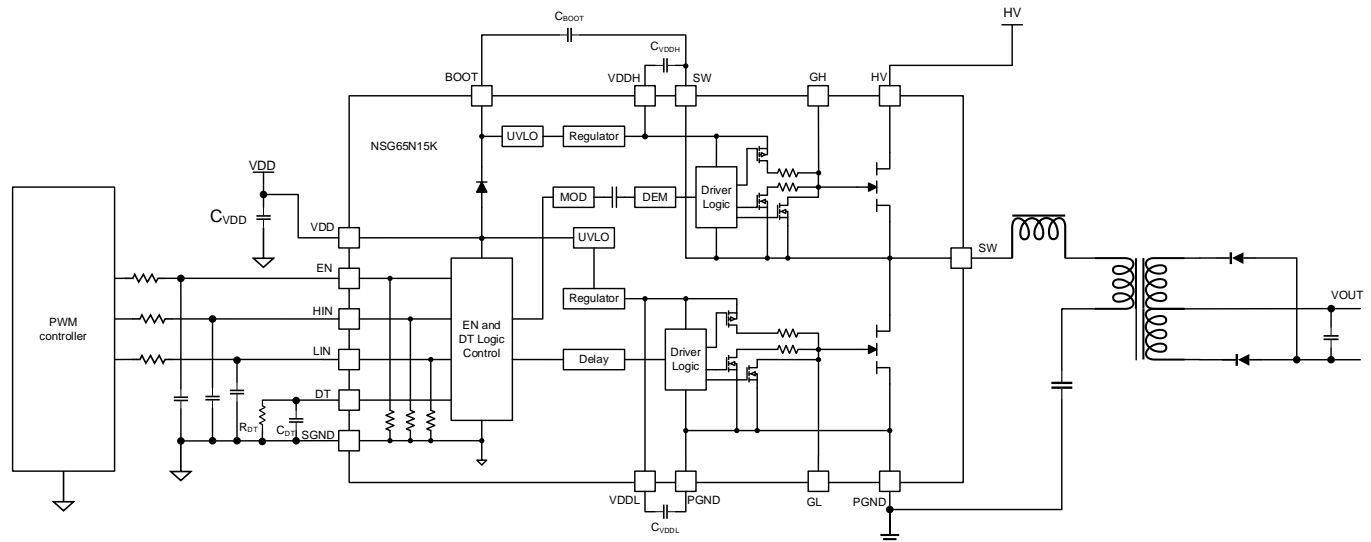 HV
CBOOT
CVDDH
BOOT
VDDH
SW
GH
HV
NSG65N15K
UVLO
Regulator
VDD
CVDD
MOD
DEM
Driver
Logic
VDD
UVLO
SW
EN
Regulator
HIN
PWM
controller
EN and
DT Logic
Control
VOUT
LIN
Delay
Driver
Logic
DT
RDT
CDT
SGND
VDDL
PGND
GL
PGND
CVDDL